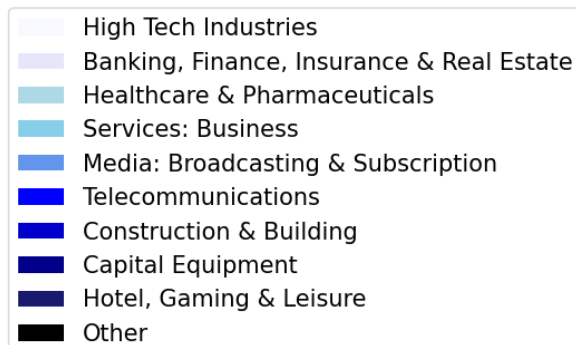 High Tech Industries
Banking, Finance, Insurance & Real Estate
Healthcare & Pharmaceuticals
Services: Business
Media: Broadcasting & Subscription
Telecommunications
Construction & Building
Capital Equipment
Hotel, Gaming & Leisure
Other